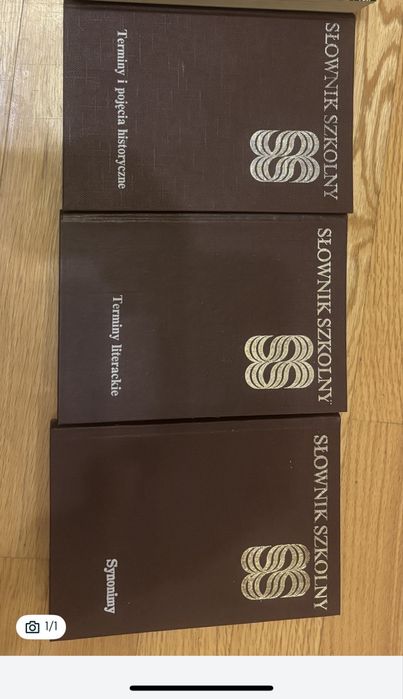 SŁOWNIK SZKOLNY
Terminy i pojęcia historyczne
SŁOWNIK SZKOLNY
Terminy literackie
SŁOWNIK SZKOLNY
Synonimy
1/1